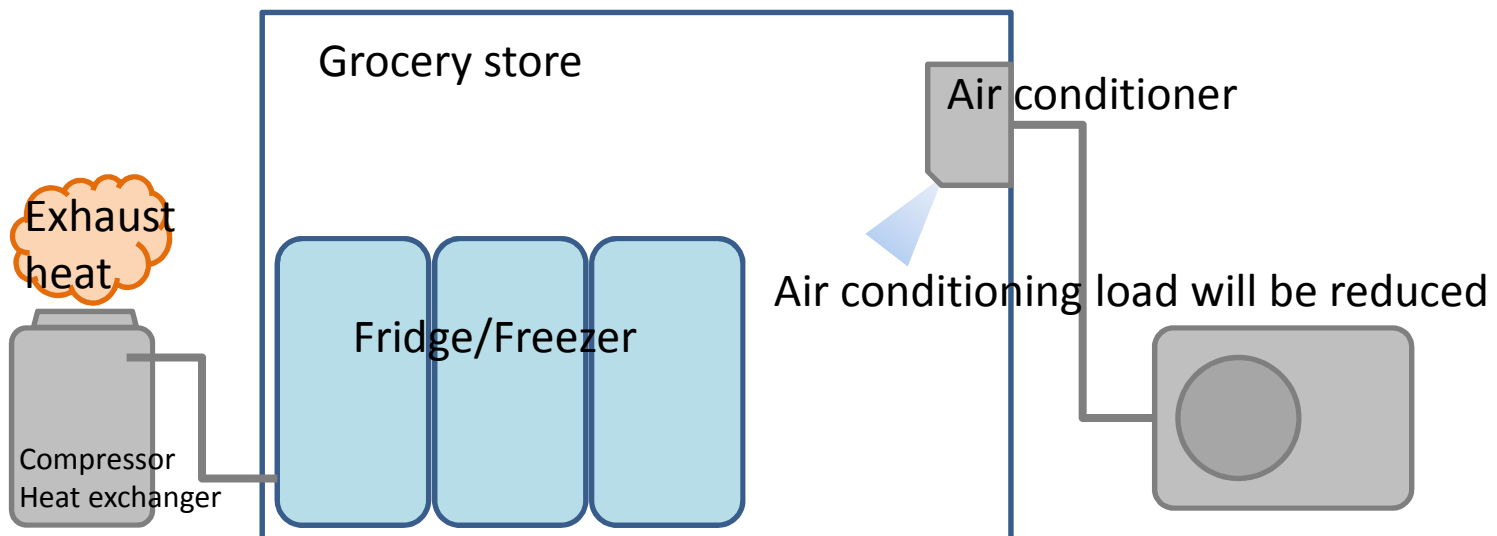 Grocery store
Air conditioner
Exhaust
heat
Air conditioning load will be reduced
Fridge/Freezer
Compressor
Heat exchanger